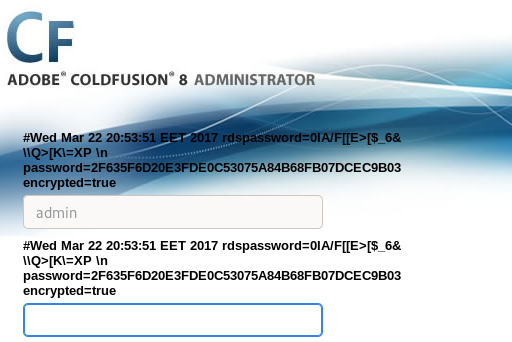 CF
ADOBE® COLDFUSION® 8 ADMINISTRATOR
#Wed Mar 22 20:53:51 EET 2017 rdspassword=0IA/F[[E>[$_6&
\\Q>[K\=XP \n
password=2F635F6D20E3FDE0C53075A84B68FB07DCEC9B03
encrypted=true
admin
#Wed Mar 22 20:53:51 EET 2017 rdspassword=0IA/F[[E>[$_6&
\\Q>[K\=XP \n
password=2F635F6D20E3FDE0C53075A84B68FB07DCEC9B03
encrypted=true